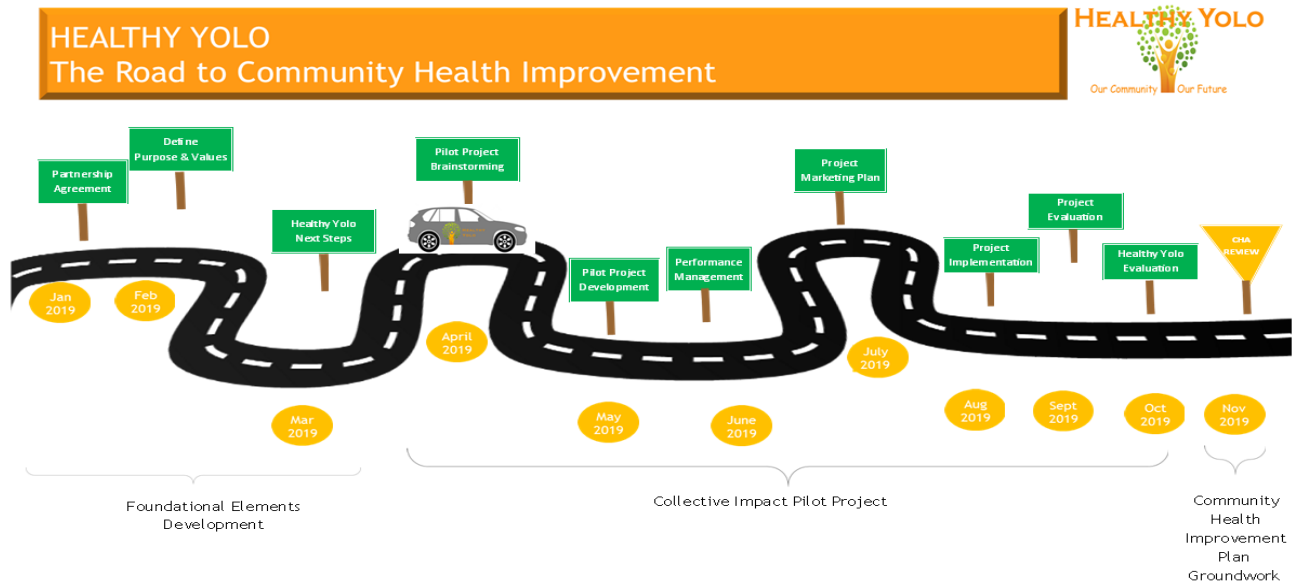 HEALTHY YOLO
The Road to Community Health Improvement
HEALTHY YOLO
Our Community Our Future
Partnership
Agreement
Define
Purpose & Values
Healthy Yolo
Next Steps
Pilot Project
Brainstorming
Pilot Project
Development
Performance
Management
Project
Marketing Plan
Project
Implementation
Project
Evaluation
Healthy Yolo
Evaluation
CHA
REVIEW
Jan
2019
Feb
2019
Mar
2019
April
2019
May
2019
June
2019
July
2019
Aug
2019
Sept
2019
Oct
2019
Nov
2019
Foundational Elements
Development
Collective Impact Pilot Project
Community
Health
Improvement
Plan
Groundwork